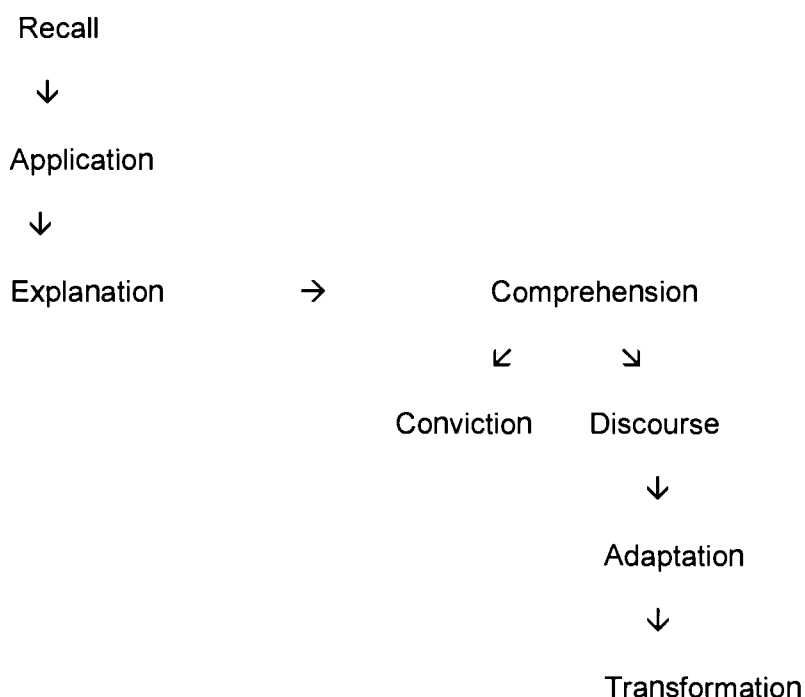 Recall
↓
Application
↓
Explanation → Comprehension
↙ ↘
Conviction Discourse
↓
Adaptation
↓
Transformation